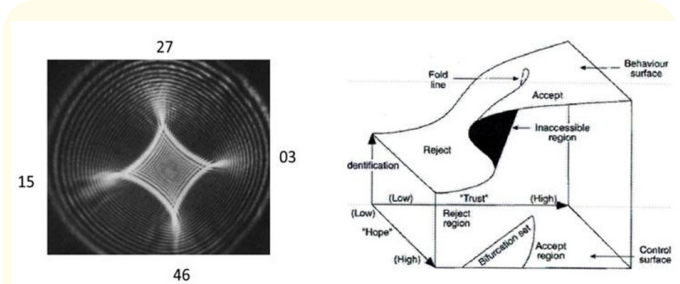 27
15
03
46
Fold
line
Behaviour
surface
Accept
Inaccessible
region
Reject
dentification
(Low)
"Trust"
(High)
(Low)
"Hope"
(High)
Reject
region
Bifurcation set
Accept
region
Control
surface